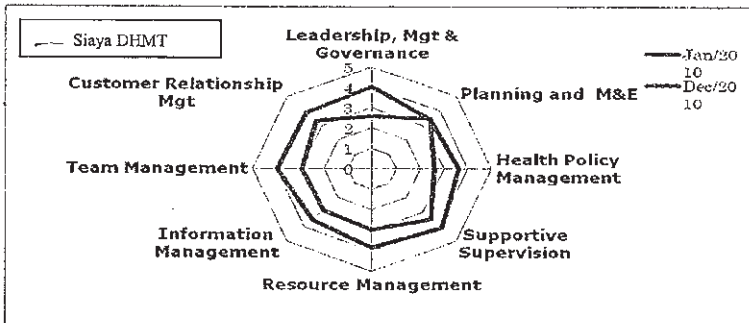 Siaya DHMT
Leadership, Mgt &
Governance
Jan/20
10
Dec/20
10
Customer Relationship
Mgt
Planning and M&E
5
4
3
2
1
0
Team Management
Health Policy
Management
Information
Management
Supportive
Supervision
Resource Management